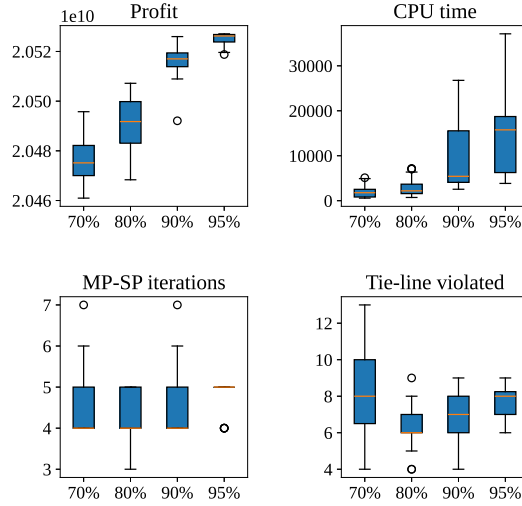 Profit
1e10
2.052
2.050
2.048
2.046
70% 80% 90% 95%
CPU time
30000
20000
10000
0
70% 80% 90% 95%
MP-SP iterations
7
6
5
4
3
70% 80% 90% 95%
Tie-line violated
12
10
8
6
4
70% 80% 90% 95%